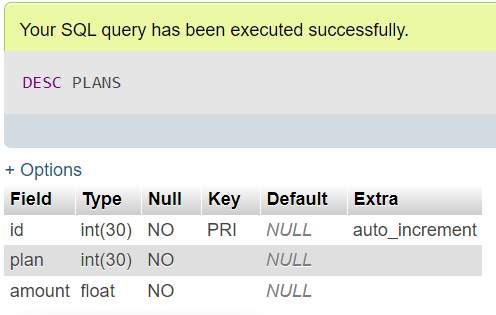 Your SQL query has been executed successfully.
DESC PLANS
+ Options
Field Type Null Key Default Extra
id int(30) NO PRI NULL auto_increment
plan int(30) NO NULL
amount float NO NULL